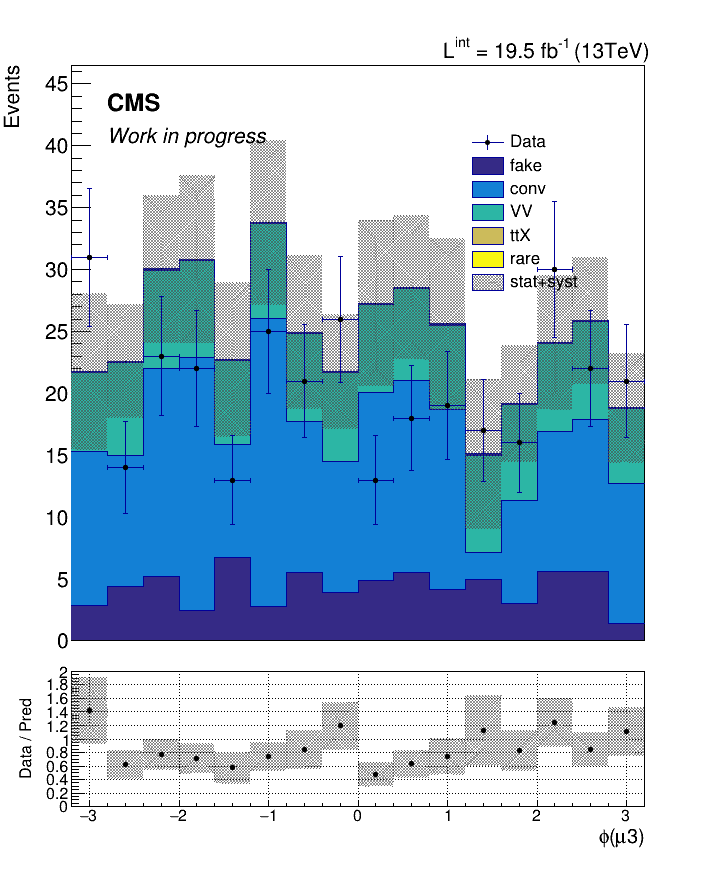 L^int = 19.5 fb^-1 (13TeV)
Events
CMS
Work in progress
Data
fake
conv
VV
ttX
rare
stat+syst
45
40
35
30
25
20
15
10
5
0
Data / Pred
2
1.8
1.6
1.4
1.2
1
0.8
0.6
0.4
0.2
0
−3 −2 −1 0 1 2 3
ϕ(μ3)